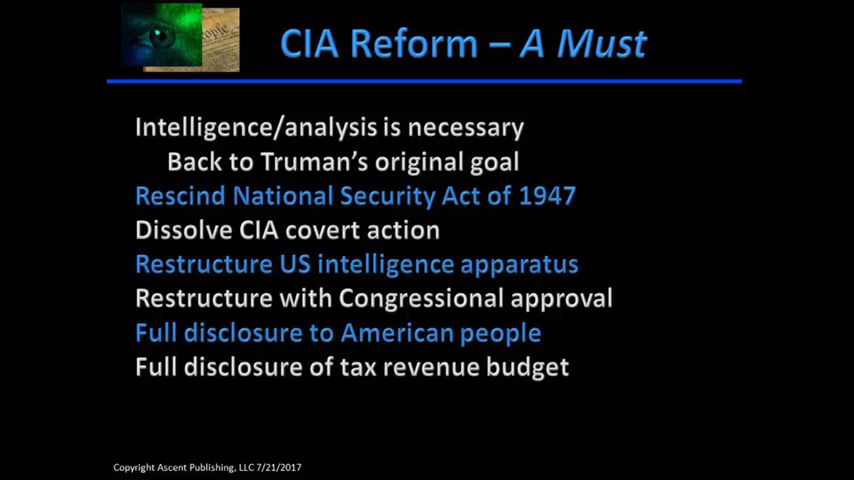 People
CIA Reform – A Must
Intelligence/analysis is necessary
Back to Truman's original goal
Rescind National Security Act of 1947
Dissolve CIA covert action
Restructure US intelligence apparatus
Restructure with Congressional approval
Full disclosure to American people
Full disclosure of tax revenue budget
Copyright Ascent Publishing, LLC 7/21/2017